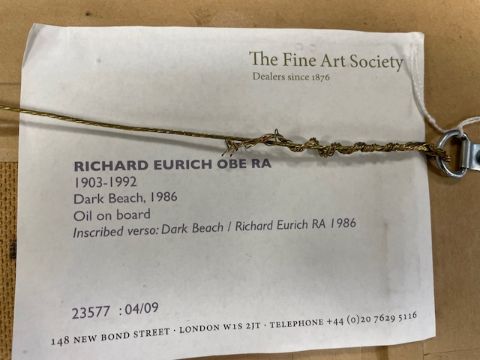 The Fine Art Society
Dealers since 1876
RICHARD EURICH OBE RA
1903-1992
Dark Beach, 1986
Oil on board
Inscribed verso: Dark Beach / Richard Eurich RA 1986
23577 : 04/09
148 NEW BOND STREET · LONDON W1S 2JT · TELEPHONE +44 (0)20 7629 5116